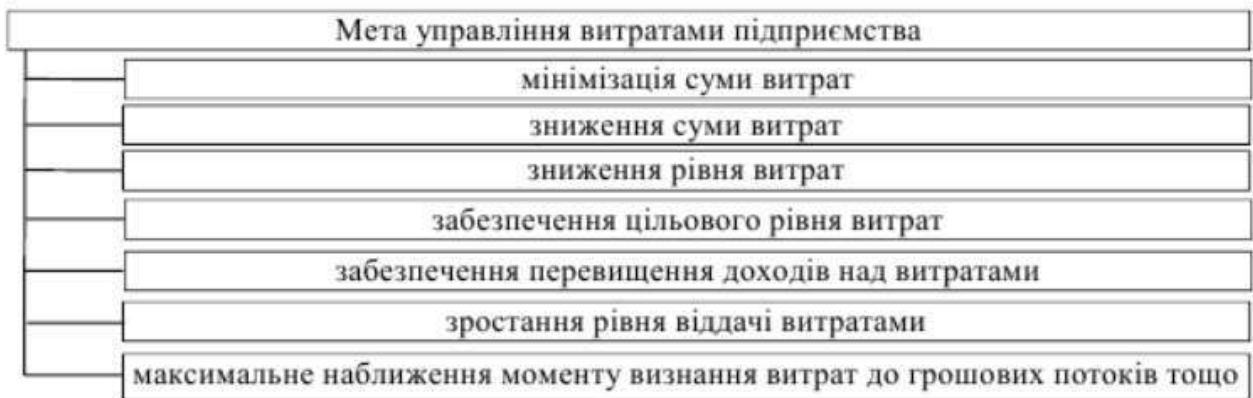 Мета управління витратами підприємства
мінімізація суми витрат
зниження суми витрат
зниження рівня витрат
забезпечення цільового рівня витрат
забезпечення перевищення доходів над витратами
зростання рівня віддачі витратами
максимальне наближення моменту визнання витрат до грошових потоків тощо